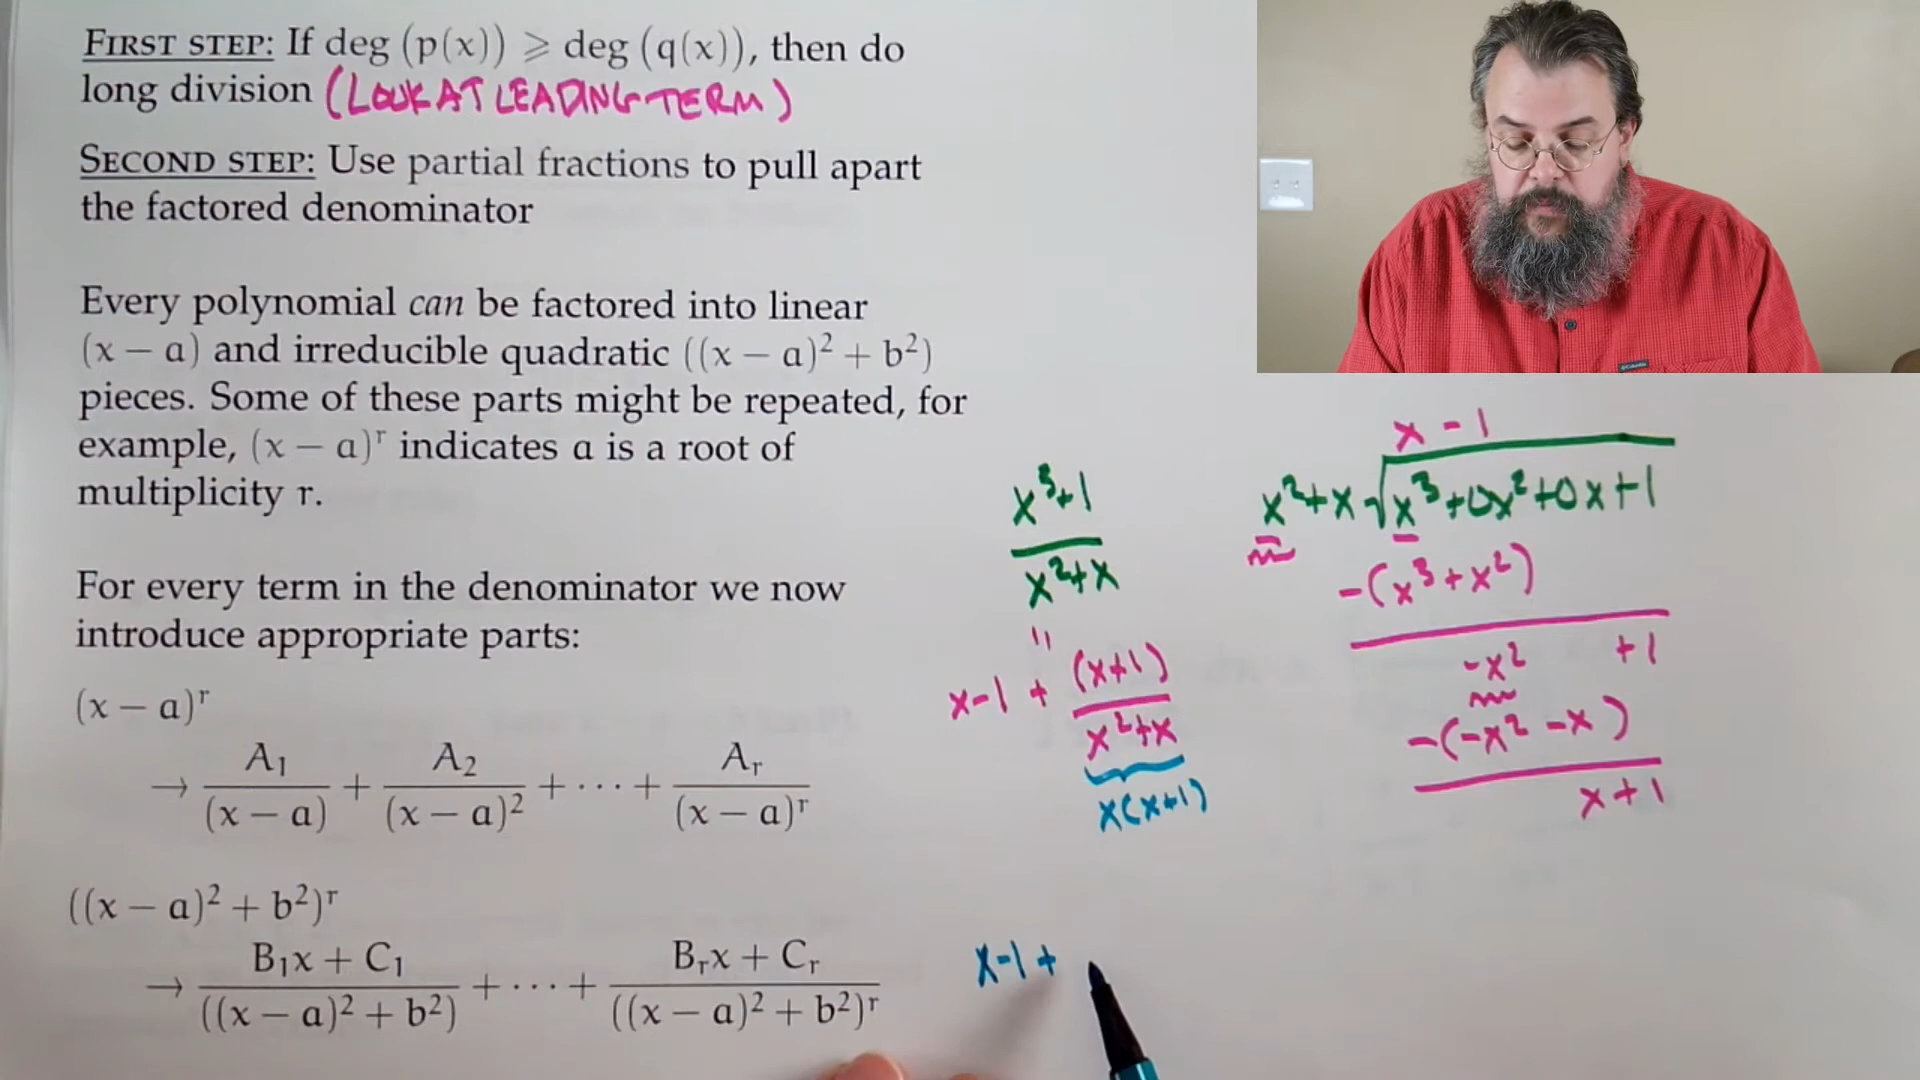 FIRST STEP: If deg (p(x)) ⩾ deg (q(x)), then do
long division (LOOK AT LEADING TERM)
SECOND STEP: Use partial fractions to pull apart
the factored denominator
Every polynomial can be factored into linear
(x − a) and irreducible quadratic ((x − a)² + b²)
pieces. Some of these parts might be repeated, for
example, (x − a)ʳ indicates a is a root of
multiplicity r.
For every term in the denominator we now
introduce appropriate parts:
(x − a)ʳ
→ A₁/(x − a) + A₂/(x − a)² + ··· + Aᵣ/(x − a)ʳ
((x − a)² + b²)ʳ
→ (B₁x + C₁)/((x − a)² + b²) + ··· + (Bᵣx + Cᵣ)/((x − a)² + b²)ʳ
x³+1
x²+x
"
x-1 + (x+1)
x²+x
x(x+1)
x-1+
x - 1
x²+x √x³+0x²+0x+1
-(x³+x²)
-x² +1
-(-x² -x)
x+1
Columbia